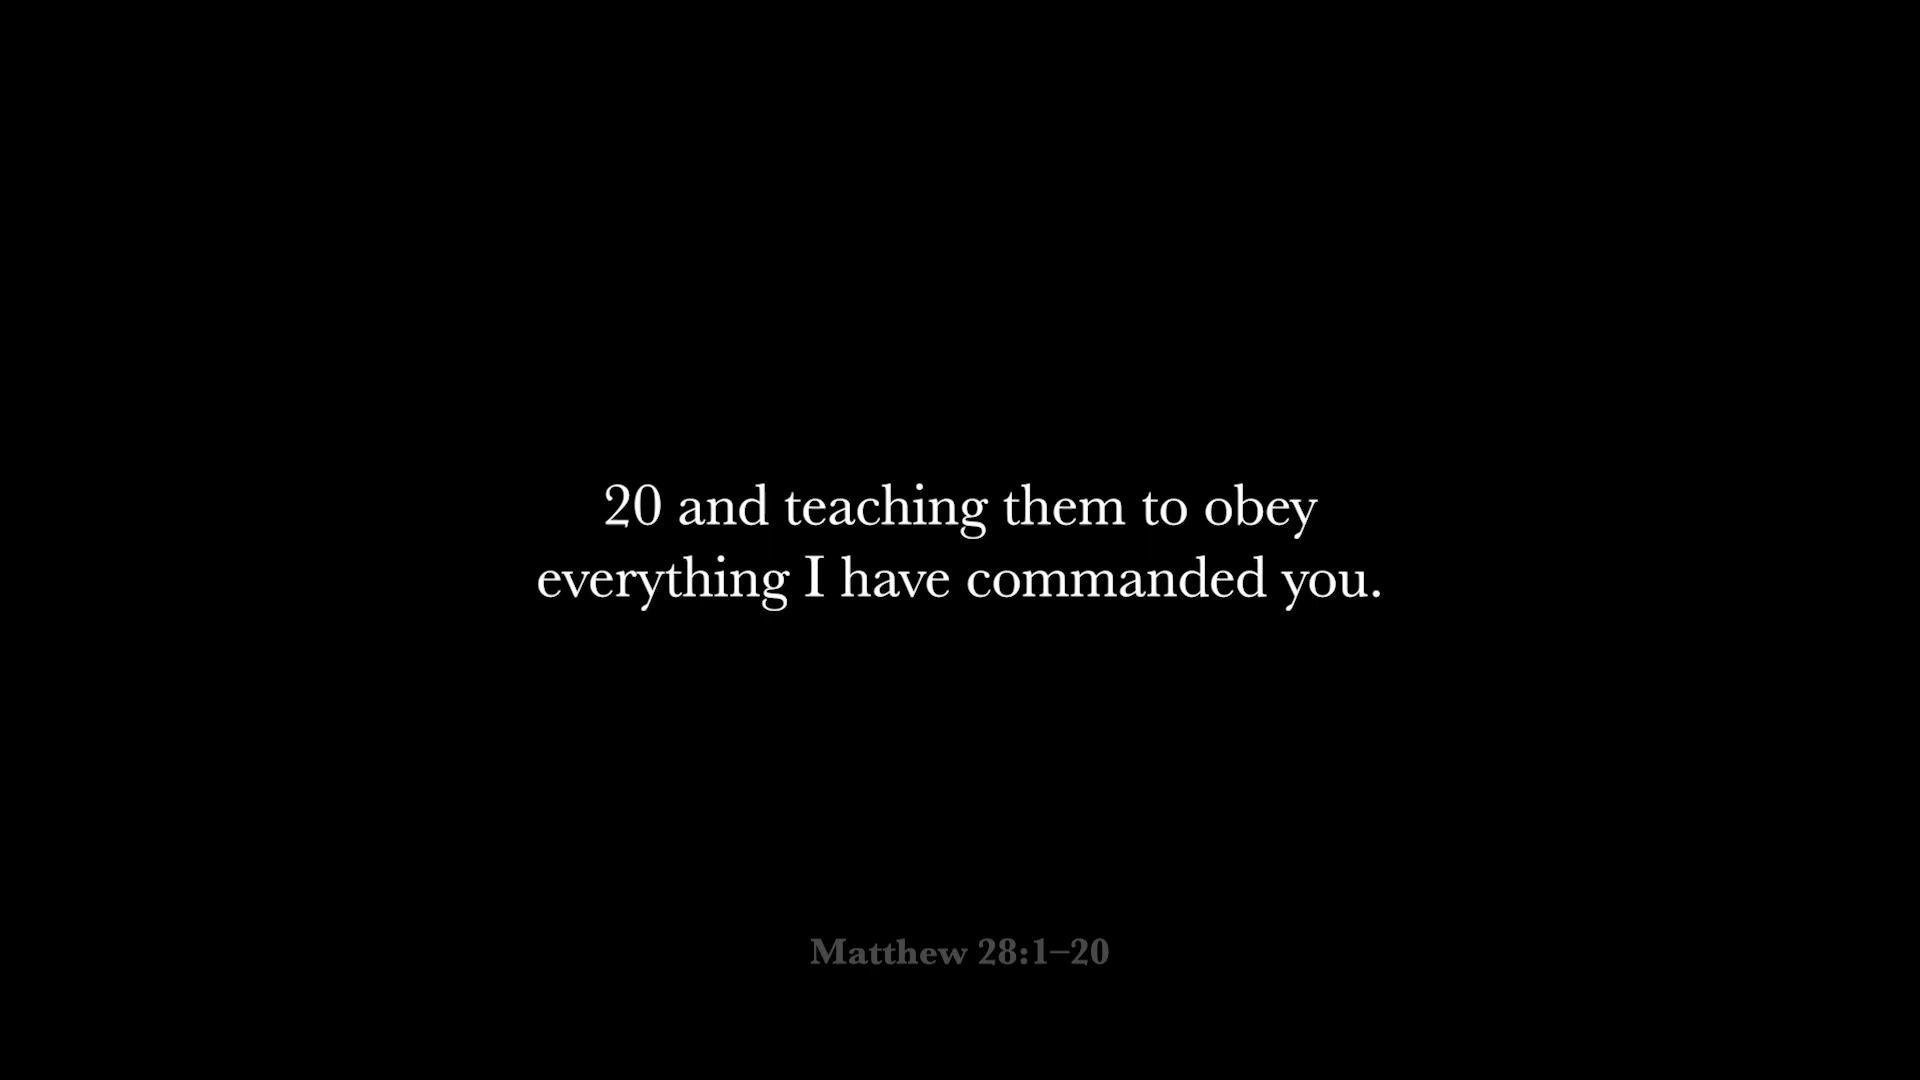 20 and teaching them to obey
everything I have commanded you.
Matthew 28:1–20